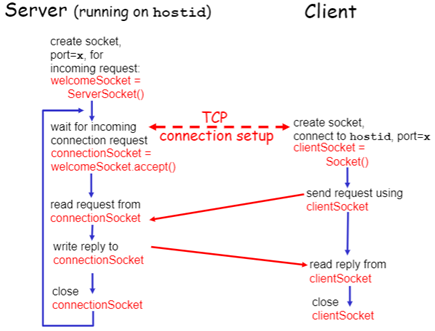 Server (running on hostid)
Client
create socket,
port=x, for
incoming request:
welcomeSocket =
ServerSocket()
wait for incoming
connection request
connectionSocket =
welcomeSocket.accept()
TCP
connection setup
create socket,
connect to hostid, port=x
clientSocket =
Socket()
send request using
clientSocket
read request from
connectionSocket
write reply to
connectionSocket
read reply from
clientSocket
close
connectionSocket
close
clientSocket